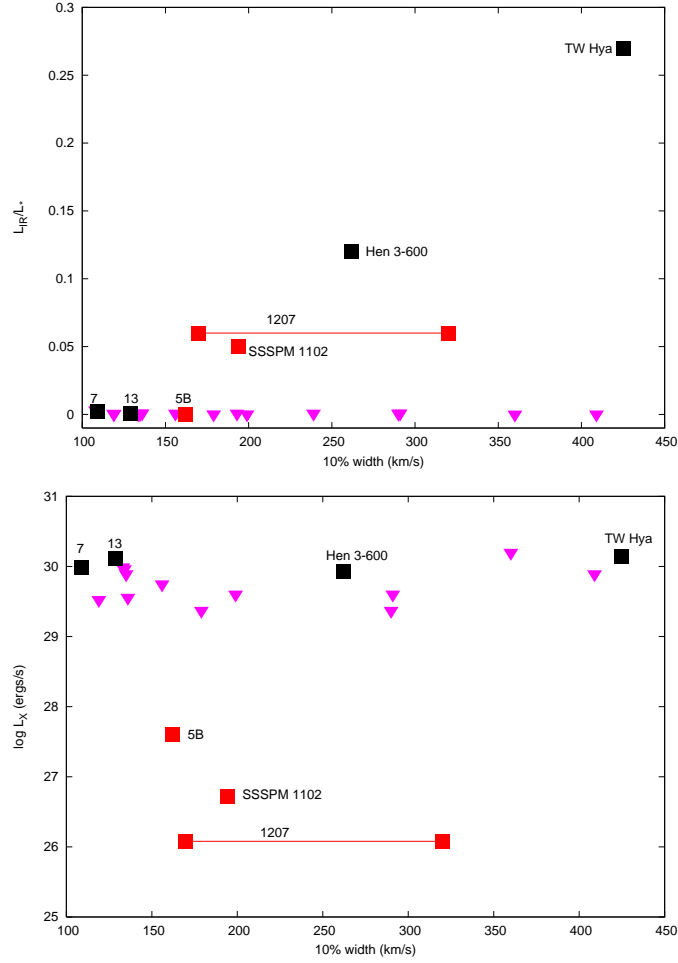 0.3
TW Hya
0.25
0.2
L_IR/L_*
0.15
Hen 3-600
0.1
1207
0.05
SSSPM 1102
7
13
5B
0
100 150 200 250 300 350 400 450
10% width (km/s)
31
7
13
Hen 3-600
TW Hya
30
29
log L_X (ergs/s)
28
5B
27
SSSPM 1102
1207
26
25
100 150 200 250 300 350 400 450
10% width (km/s)